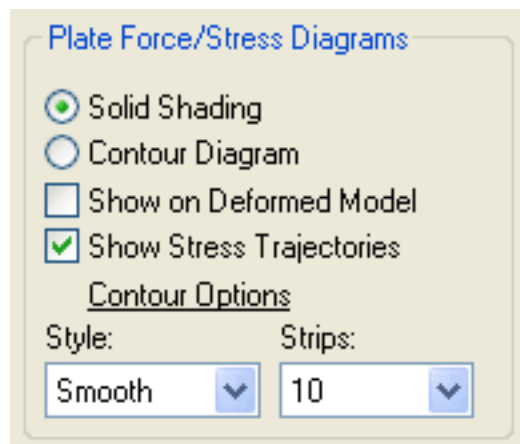 Plate Force/Stress Diagrams
Solid Shading
Contour Diagram
Show on Deformed Model
Show Stress Trajectories
Contour Options
Style: Strips:
Smooth 10